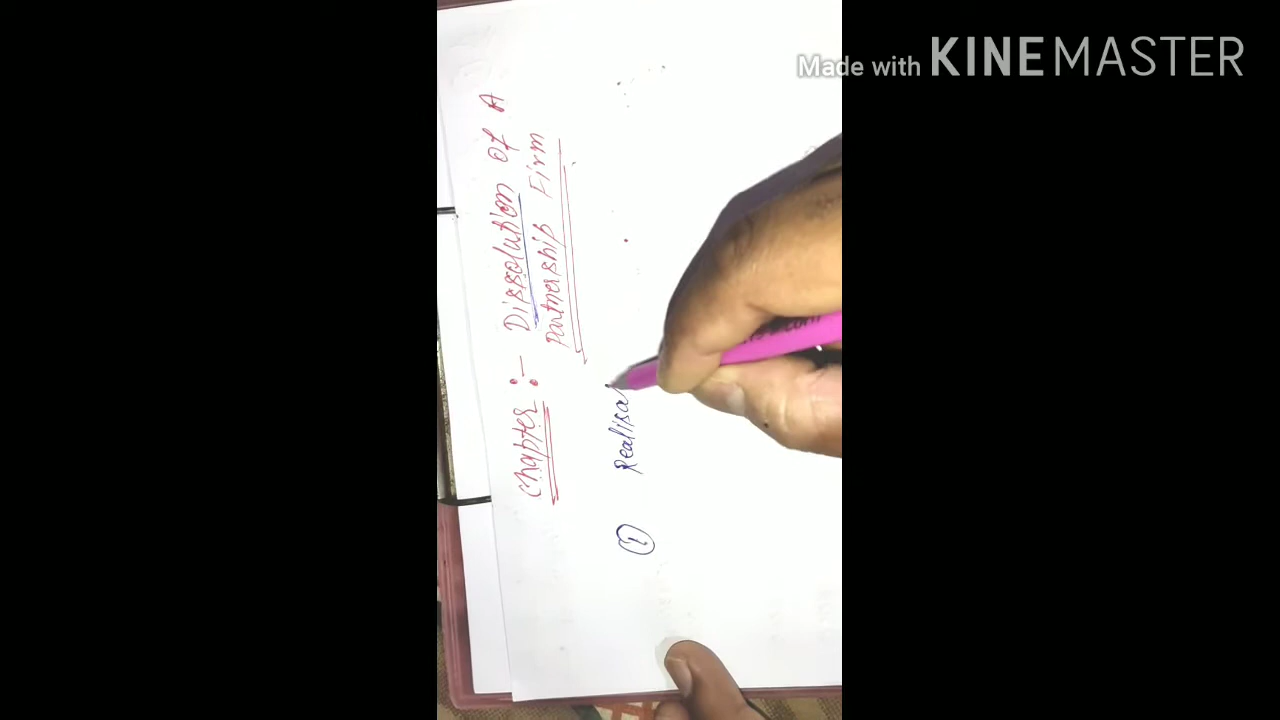 Made with KINEMASTER
Chapter :- Dissolution Of A
Partnership Firm
① Realisa